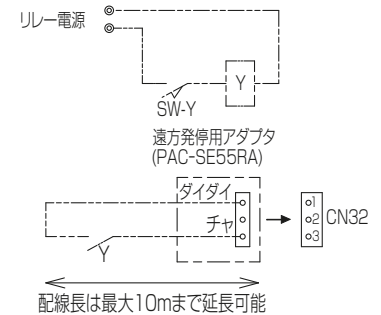 リレー電源
Y
SW-Y
遠方発停用アダプタ
(PAC-SE55RA)
ダイダイ
チャ
1
2
3
CN32
Y
配線長は最大10mまで延長可能